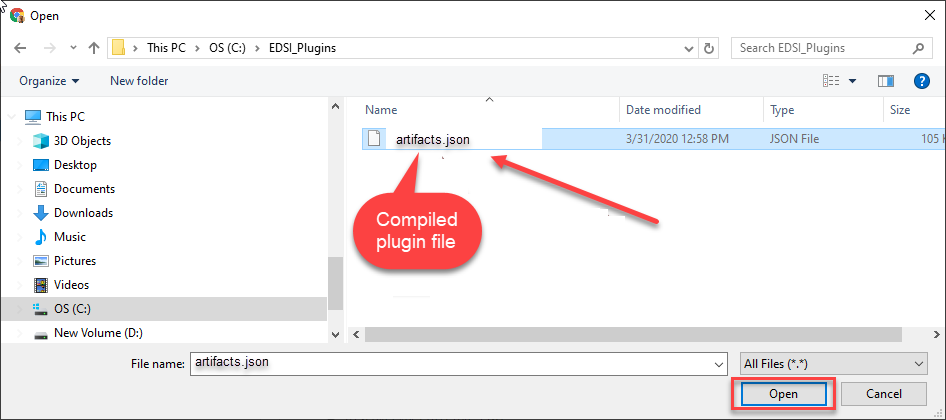 Open
This PC > OS (C:) > EDSI_Plugins
Search EDSI_Plugins
Organize
New folder
This PC
3D Objects
Desktop
Documents
Downloads
Music
Pictures
Videos
OS (C:)
New Volume (D:)
Name Date modified Type Size
artifacts.json 3/31/2020 12:58 PM JSON File 105 K
Compiled
plugin file
File name: artifacts.json
All Files (*.*)
Open
Cancel